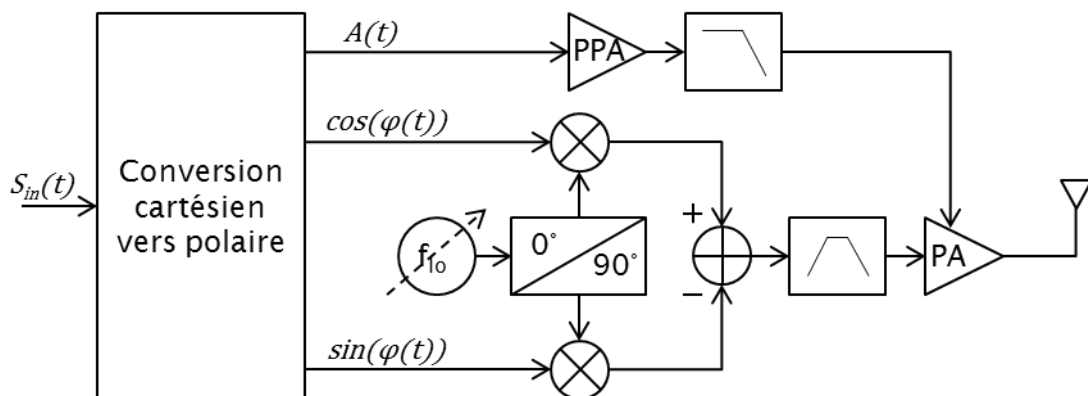 A(t)
PPA
cos(φ(t))
S_in(t)
Conversion
cartésien
vers polaire
f_lo
0°
90°
+
−
PA
sin(φ(t))